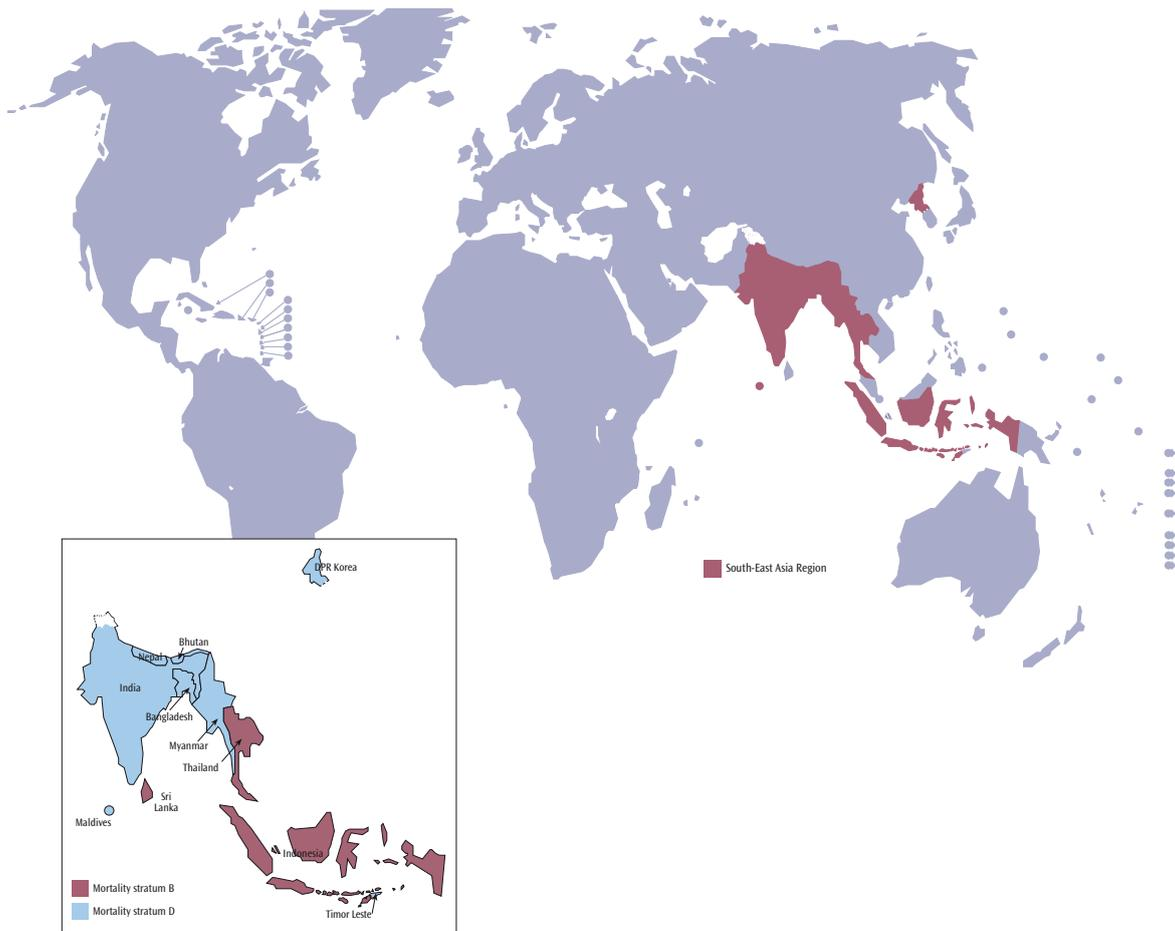 South-East Asia Region
DPR Korea
Bhutan
Nepal
India
Bangladesh
Myanmar
Thailand
Sri
Lanka
Maldives
Indonesia
Mortality stratum B
Mortality stratum D
Timor Leste